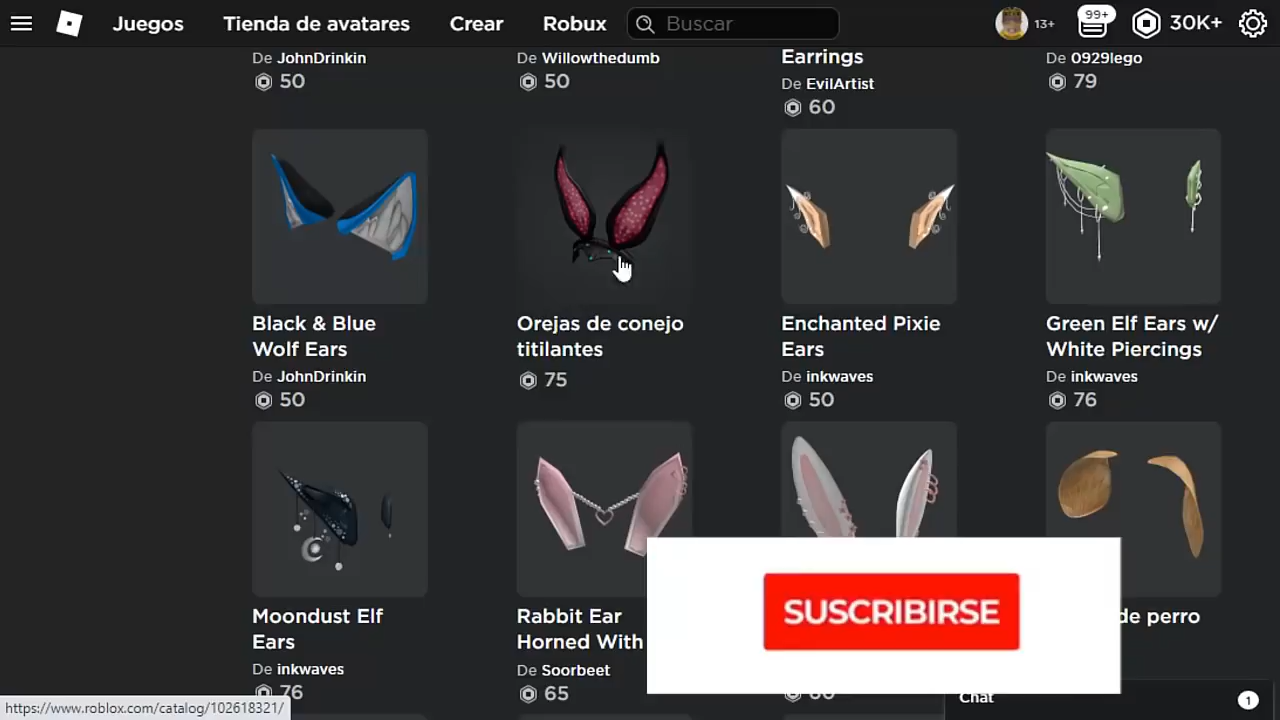 Juegos
Tienda de avatares
Crear
Robux
Buscar
13+
99+
30K+
De JohnDrinkin
50
De Willowthedumb
50
Earrings
De EvilArtist
60
De 0929lego
79
Black & Blue
Wolf Ears
De JohnDrinkin
50
Orejas de conejo
titilantes
75
Enchanted Pixie
Ears
De inkwaves
50
Green Elf Ears w/
White Piercings
De inkwaves
76
Moondust Elf
Ears
De inkwaves
76
Rabbit Ear
Horned With
De Soorbeet
65
de perro
SUSCRIBIRSE
Chat
1
https://www.roblox.com/catalog/102618321/